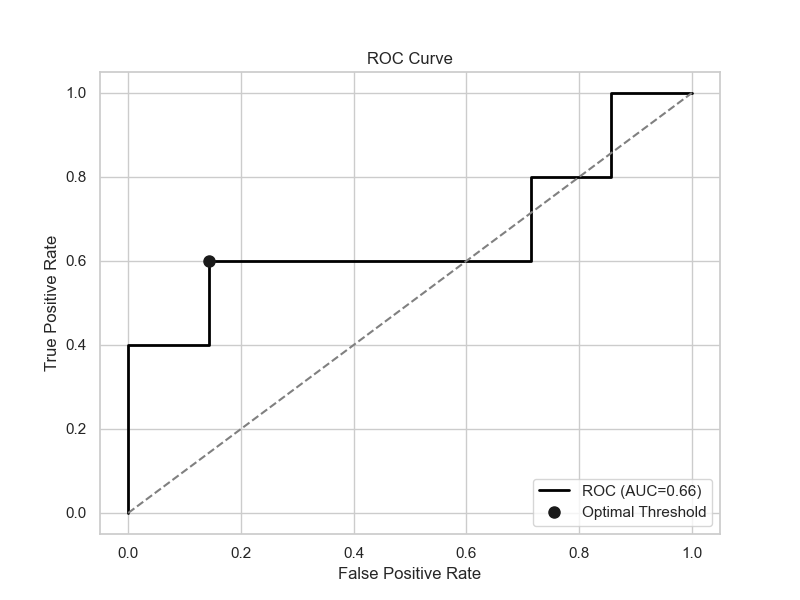 ROC Curve
1.0
0.8
0.6
0.4
0.2
0.0
True Positive Rate
ROC (AUC=0.66)
Optimal Threshold
0.0 0.2 0.4 0.6 0.8 1.0
False Positive Rate